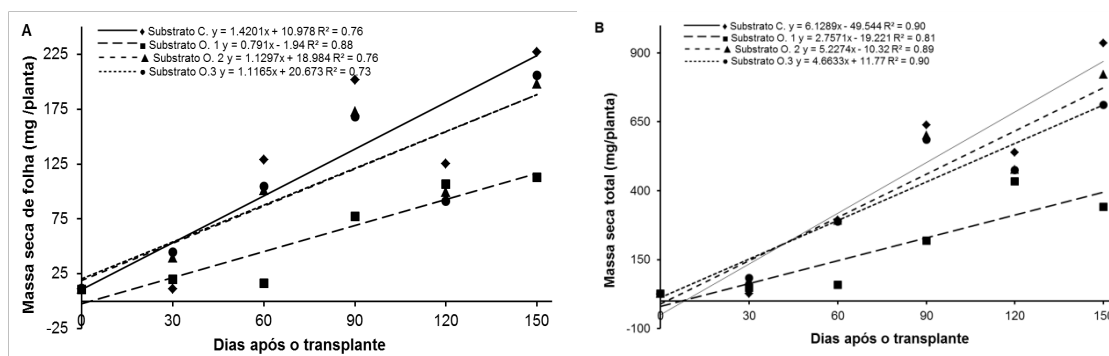 A
Substrato C. y = 1.4201x + 10.978 R² = 0.76
Substrato O. 1 y = 0.791x - 1.94 R² = 0.88
Substrato O. 2 y = 1.1297x + 18.984 R² = 0.76
Substrato O.3 y = 1.1165x + 20.673 R² = 0.73
Massa seca de folha (mg /planta)
225
175
125
75
25
-25
0 30 60 90 120 150
Dias após o transplante
B
Substrato C. y = 6.1289x - 49.544 R² = 0.90
Substrato O. 1 y = 2.7571x - 19.221 R² = 0.81
Substrato O. 2 y = 5.2274x - 10.32 R² = 0.89
Substrato O.3 y = 4.6633x + 11.77 R² = 0.90
Massa seca total (mg/planta)
900
650
400
150
-100
0 30 60 90 120 150
Dias após o transplante